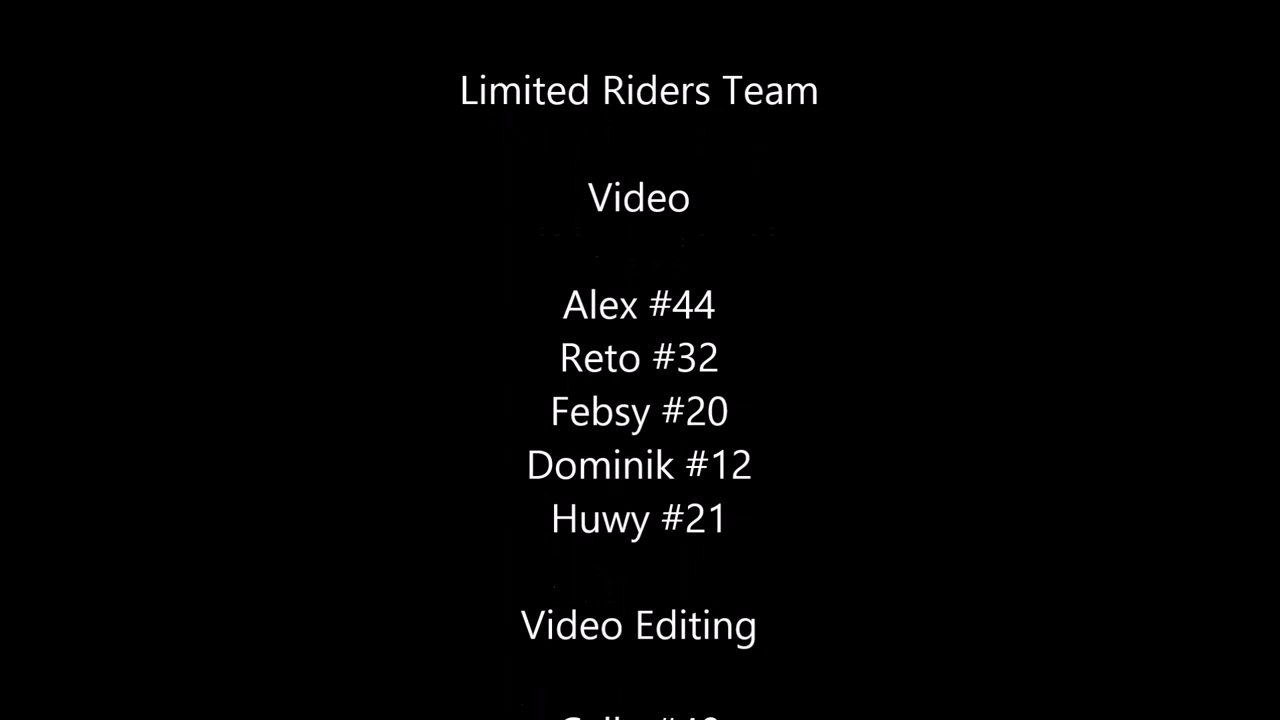 Limited Riders Team
Video
Alex #44
Reto #32
Febsy #20
Dominik #12
Huwy #21
Video Editing